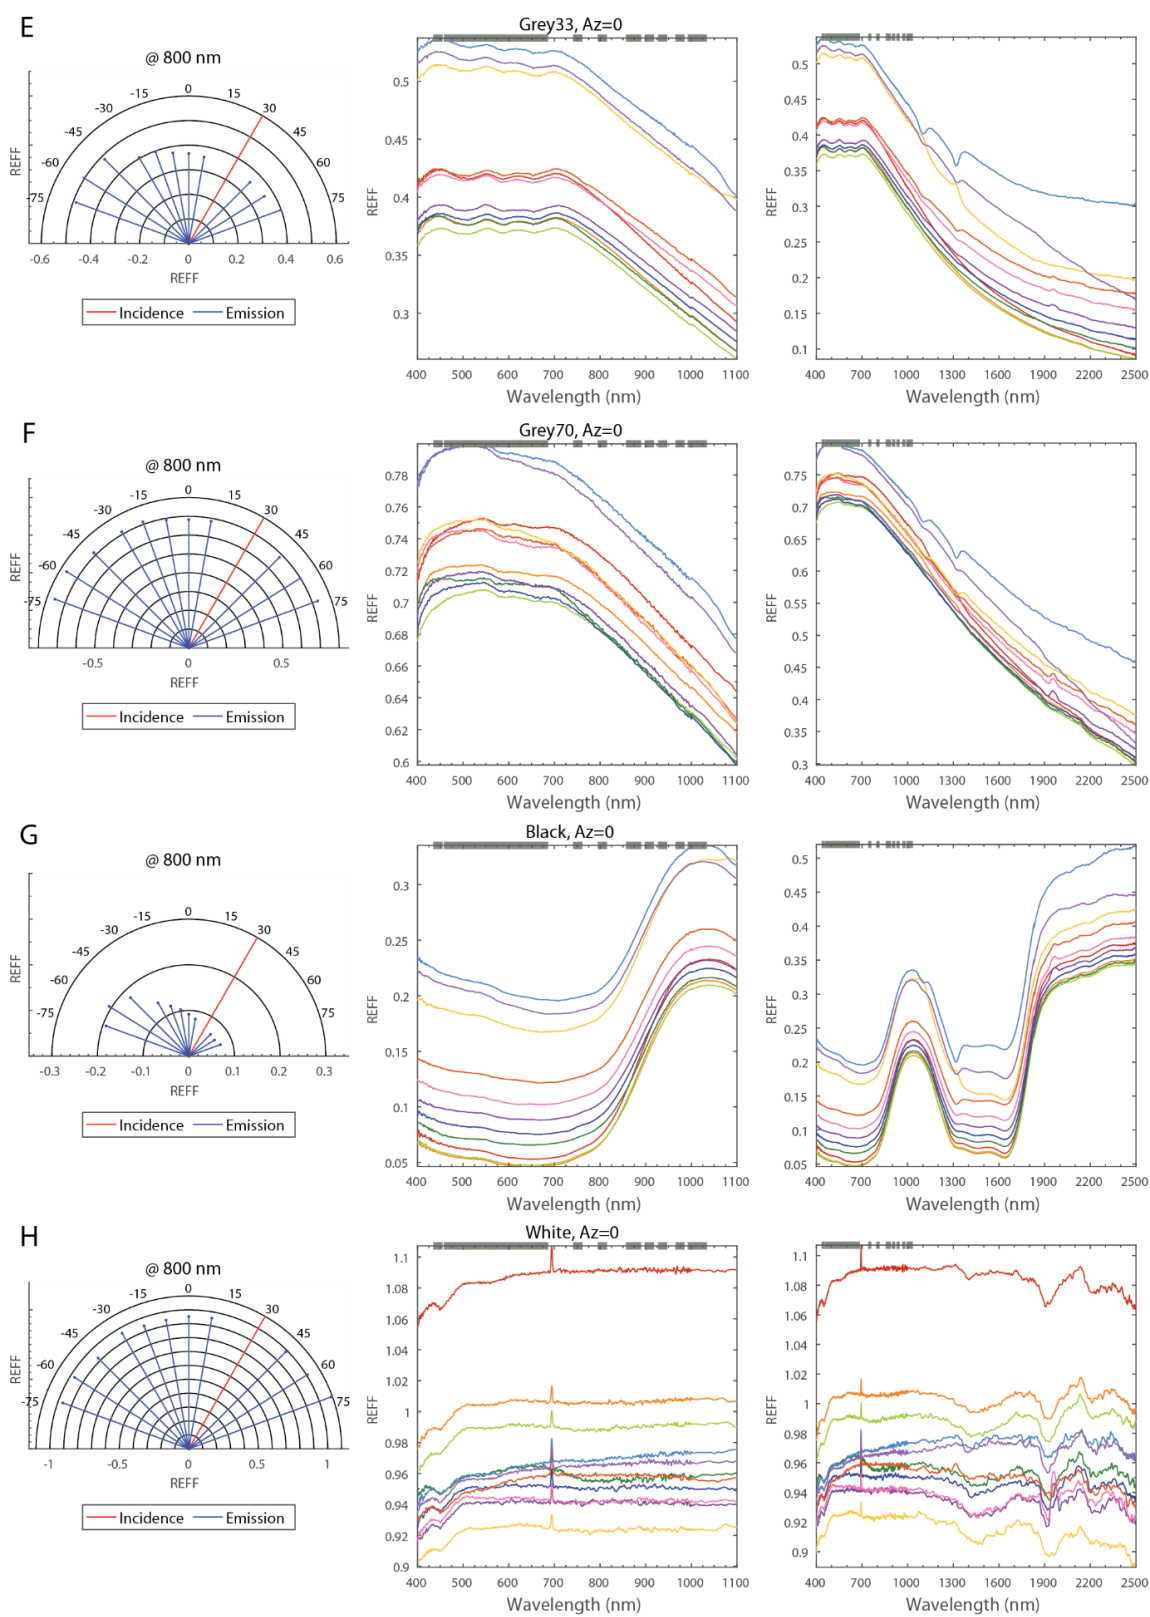 E
Grey33, Az=0
@ 800 nm
-75 -60 -45 -30 -15 0 15 30 45 60 75
REFF
-0.6 -0.4 -0.2 0 0.2 0.4 0.6
REFF
Incidence Emission
0.5
0.45
0.4
0.35
0.3
REFF
400 500 600 700 800 900 1000 1100
Wavelength (nm)
0.5
0.45
0.4
0.35
0.3
0.25
0.2
0.15
0.1
REFF
400 700 1000 1300 1600 1900 2200 2500
Wavelength (nm)
F
Grey70, Az=0
@ 800 nm
-75 -60 -45 -30 -15 0 15 30 45 60 75
REFF
-0.5 0 0.5
REFF
Incidence Emission
0.78
0.76
0.74
0.72
0.7
0.68
0.66
0.64
0.62
0.6
REFF
400 500 600 700 800 900 1000 1100
Wavelength (nm)
0.75
0.7
0.65
0.6
0.55
0.5
0.45
0.4
0.35
0.3
REFF
400 700 1000 1300 1600 1900 2200 2500
Wavelength (nm)
G
Black, Az=0
@ 800 nm
-75 -60 -45 -30 -15 0 15 30 45 60 75
REFF
-0.3 -0.2 -0.1 0 0.1 0.2 0.3
REFF
Incidence Emission
0.3
0.25
0.2
0.15
0.1
0.05
REFF
400 500 600 700 800 900 1000 1100
Wavelength (nm)
0.5
0.45
0.4
0.35
0.3
0.25
0.2
0.15
0.1
0.05
REFF
400 700 1000 1300 1600 1900 2200 2500
Wavelength (nm)
H
White, Az=0
@ 800 nm
-75 -60 -45 -30 -15 0 15 30 45 60 75
REFF
-1 -0.5 0 0.5 1
REFF
Incidence Emission
1.1
1.08
1.06
1.04
1.02
1
0.98
0.96
0.94
0.92
0.9
REFF
400 500 600 700 800 900 1000 1100
Wavelength (nm)
1.1
1.08
1.06
1.04
1.02
1
0.98
0.96
0.94
0.92
0.9
REFF
400 700 1000 1300 1600 1900 2200 2500
Wavelength (nm)